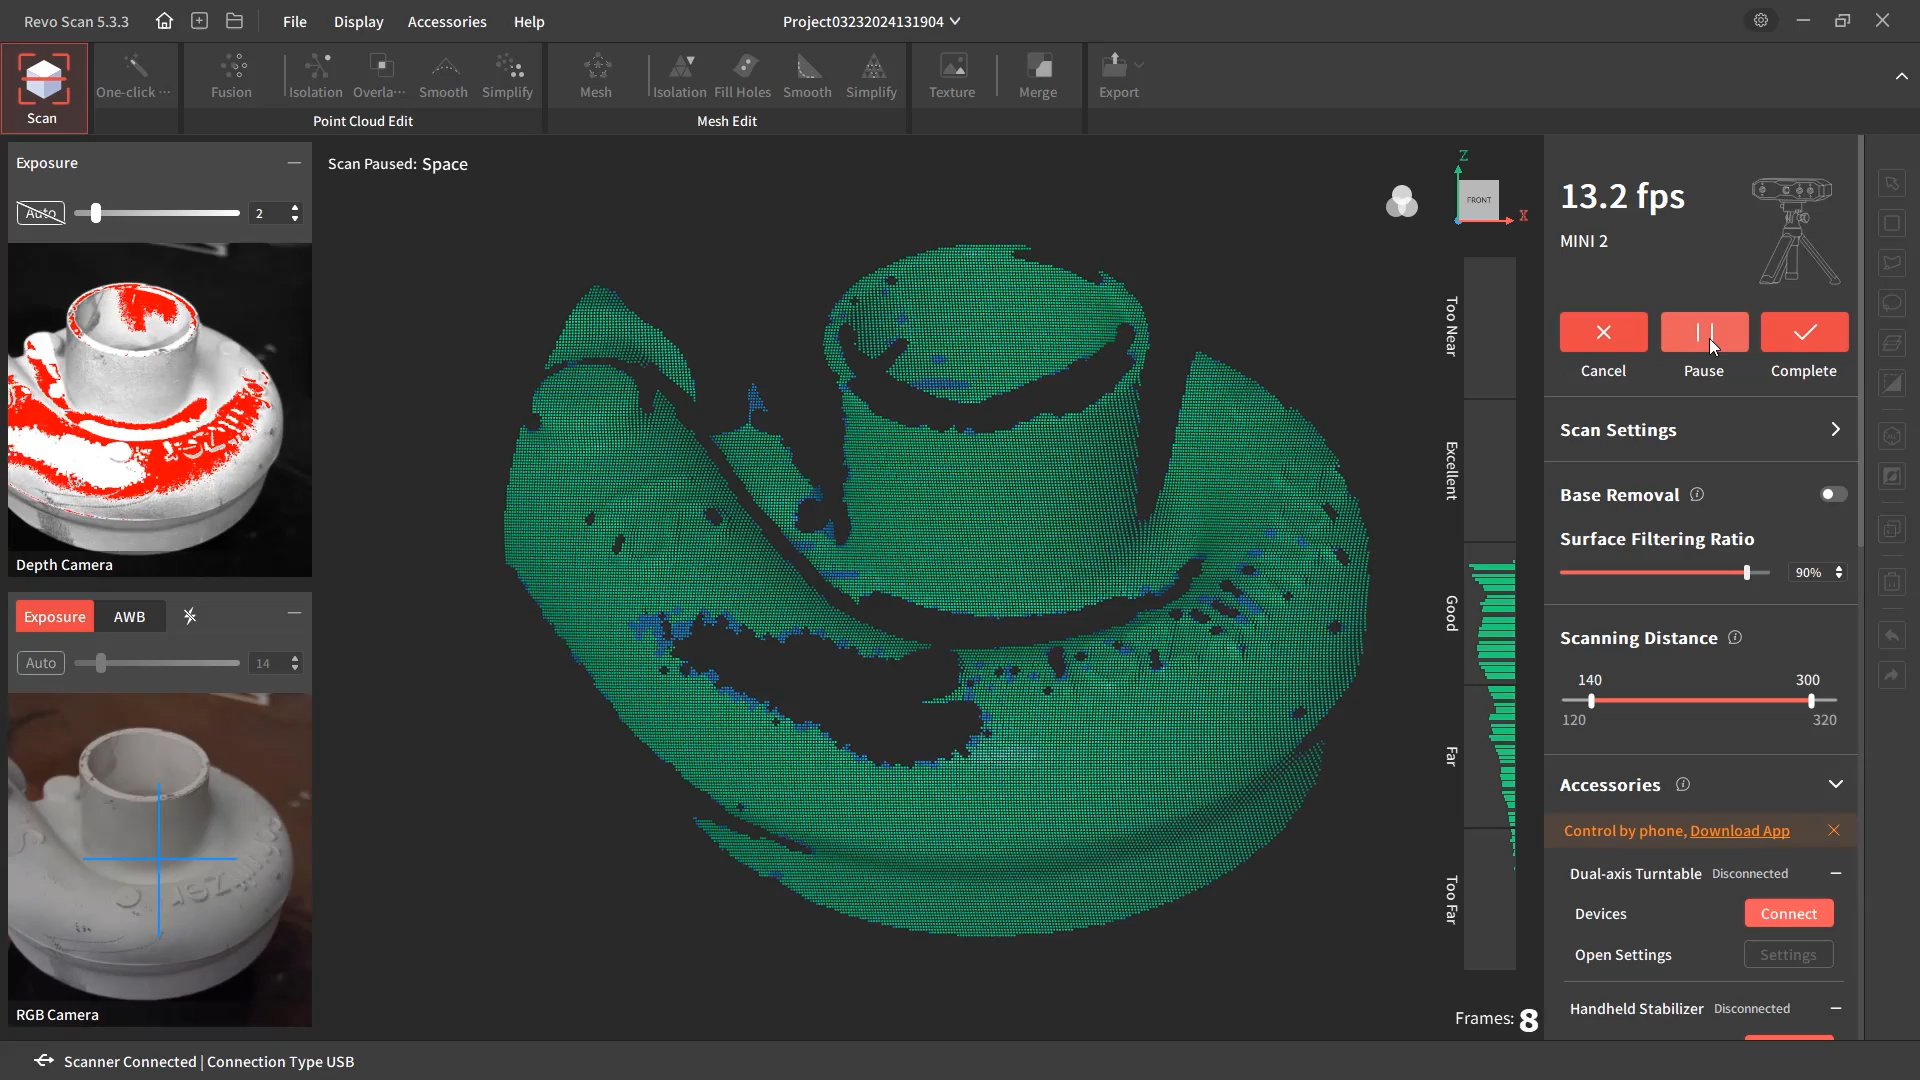 Revo Scan 5.3.3
File
Display
Accessories
Help
Project03232024131904
Scan
One-click ···
Fusion
Isolation
Overla···
Smooth
Simplify
Point Cloud Edit
Mesh
Isolation
Fill Holes
Smooth
Simplify
Mesh Edit
Texture
Merge
Export
Exposure
Auto
2
Depth Camera
Exposure
AWB
Auto
14
RGB Camera
Scan Paused: Space
Z
FRONT
X
Too Near
Excellent
Good
Far
Too Far
Frames: 8
13.2 fps
MINI 2
Cancel
Pause
Complete
Scan Settings
Base Removal
Surface Filtering Ratio
90%
Scanning Distance
140
300
120
320
Accessories
Control by phone, Download App
Dual-axis Turntable Disconnected
Devices
Connect
Open Settings
Settings
Handheld Stabilizer Disconnected
Scanner Connected | Connection Type USB